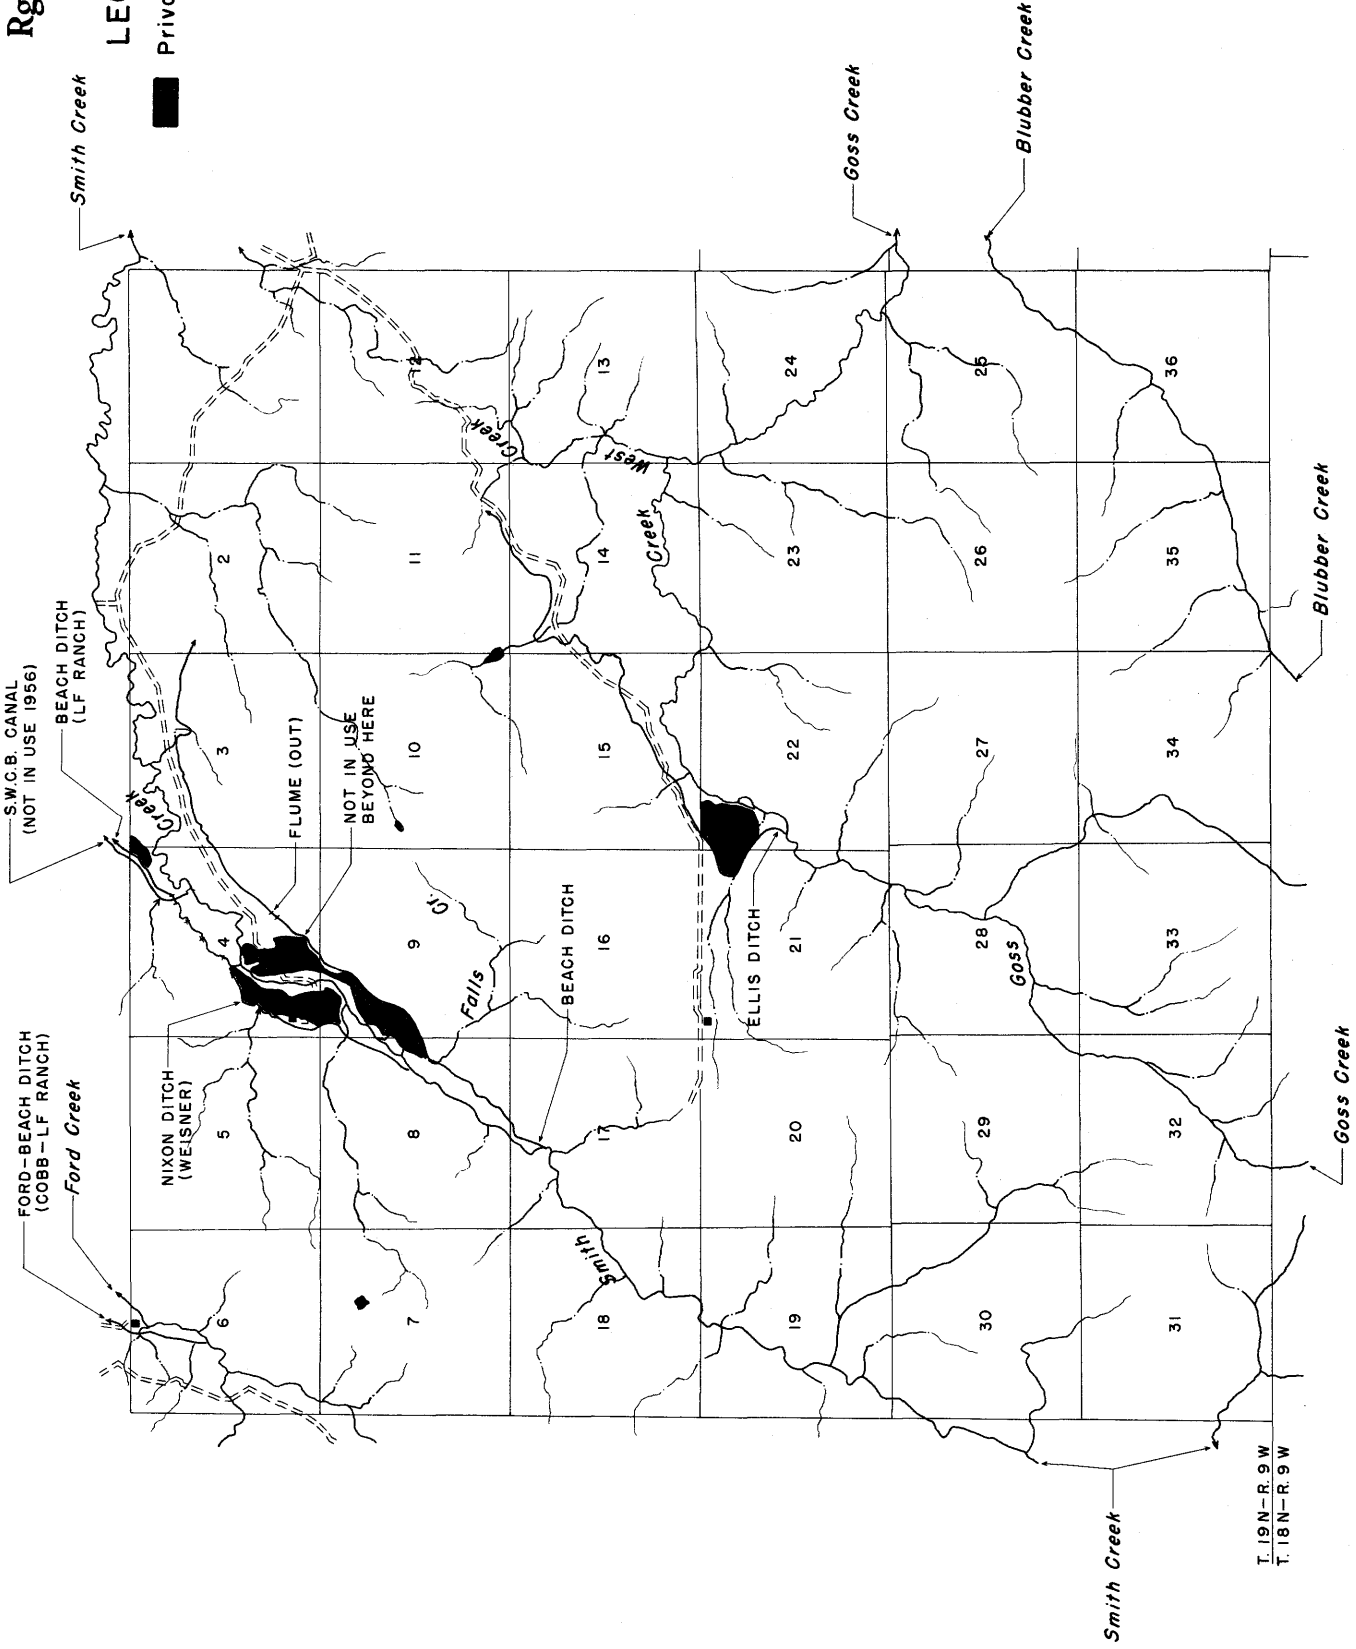 Rg
LE
Priv
Smith Creek
S.W.C.B. CANAL
(NOT IN USE 1956)
BEACH DITCH
(LF RANCH)
FORD-BEACH DITCH
(COBB-LF RANCH)
Ford Creek
NIXON DITCH
(WEISNER)
Creek
FLUME (OUT)
NOT IN USE
BEYOND HERE
6
5
4
3
2
7
8
9
10
11
12
Falls
Cr.
Creek
BEACH DITCH
18
17
16
15
14
13
Smith
Creek
West
19
20
21
22
23
24
ELLIS DITCH
Goss Creek
30
29
28
27
26
25
Goss
Blubber Creek
31
32
33
34
35
36
Smith Creek
T. 19N-R. 9 W
T. 18N-R. 9 W
Goss Creek
Blubber Creek